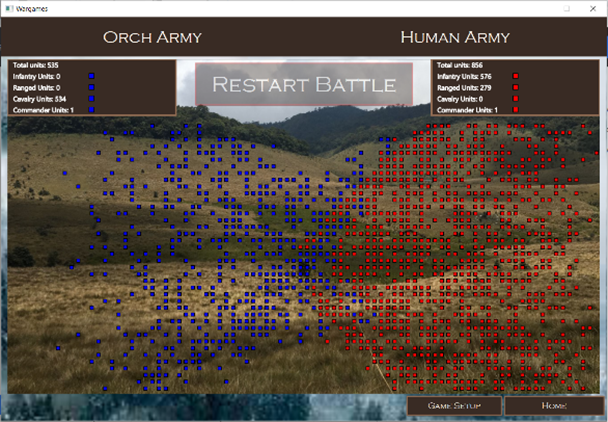 Wargames
Orch Army
Human Army
Total units: 535
Infantry Units: 0
Ranged Units: 0
Cavalry Units: 534
Commander Units: 1
Restart Battle
Total units: 856
Infantry Units: 576
Ranged Units: 279
Cavalry Units: 0
Commander Units: 1
Game Setup
Home